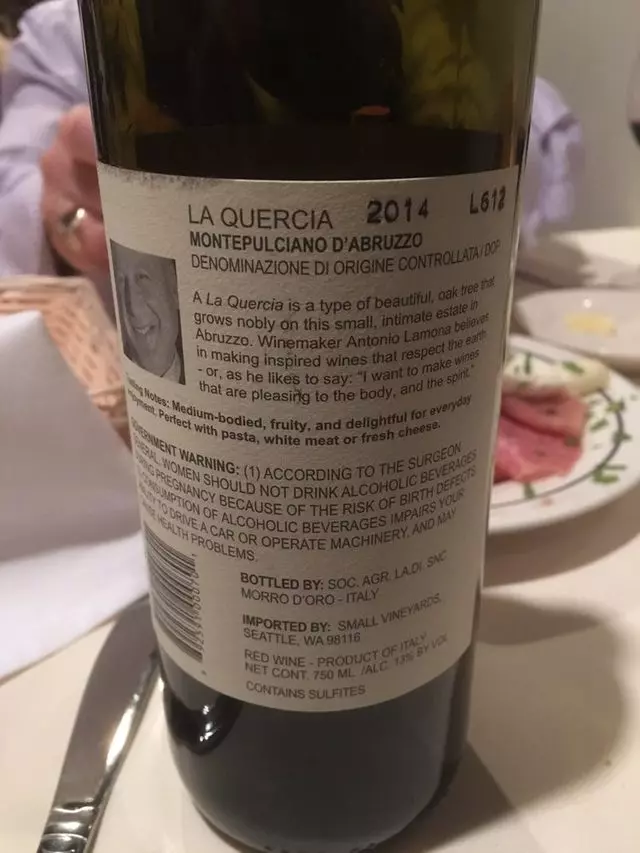 LA QUERCIA 2014 L612
MONTEPULCIANO D'ABRUZZO
DENOMINAZIONE DI ORIGINE CONTROLLATA/DOP
A La Quercia is a type of beautiful, oak tree that
grows nobly on this small, intimate estate in
Abruzzo. Winemaker Antonio Lamona believes
in making inspired wines that respect the earth
- or, as he likes to say: "I want to make wines
that are pleasing to the body, and the spirit."
Notes: Medium-bodied, fruity, and delightful for everyday
enjoyment. Perfect with pasta, white meat or fresh cheese.
GOVERNMENT WARNING: (1) ACCORDING TO THE SURGEON
GENERAL, WOMEN SHOULD NOT DRINK ALCOHOLIC BEVERAGES
DURING PREGNANCY BECAUSE OF THE RISK OF BIRTH DEFECTS
CONSUMPTION OF ALCOHOLIC BEVERAGES IMPAIRS YOUR
ABILITY TO DRIVE A CAR OR OPERATE MACHINERY, AND MAY
HEALTH PROBLEMS.
BOTTLED BY: SOC. AGR. LA.DI. SNC
MORRO D'ORO - ITALY
IMPORTED BY: SMALL VINEYARDS,
SEATTLE, WA 98116
RED WINE - PRODUCT OF ITALY
NET CONT. 750 ML /ALC. 13% BY VOL
CONTAINS SULFITES